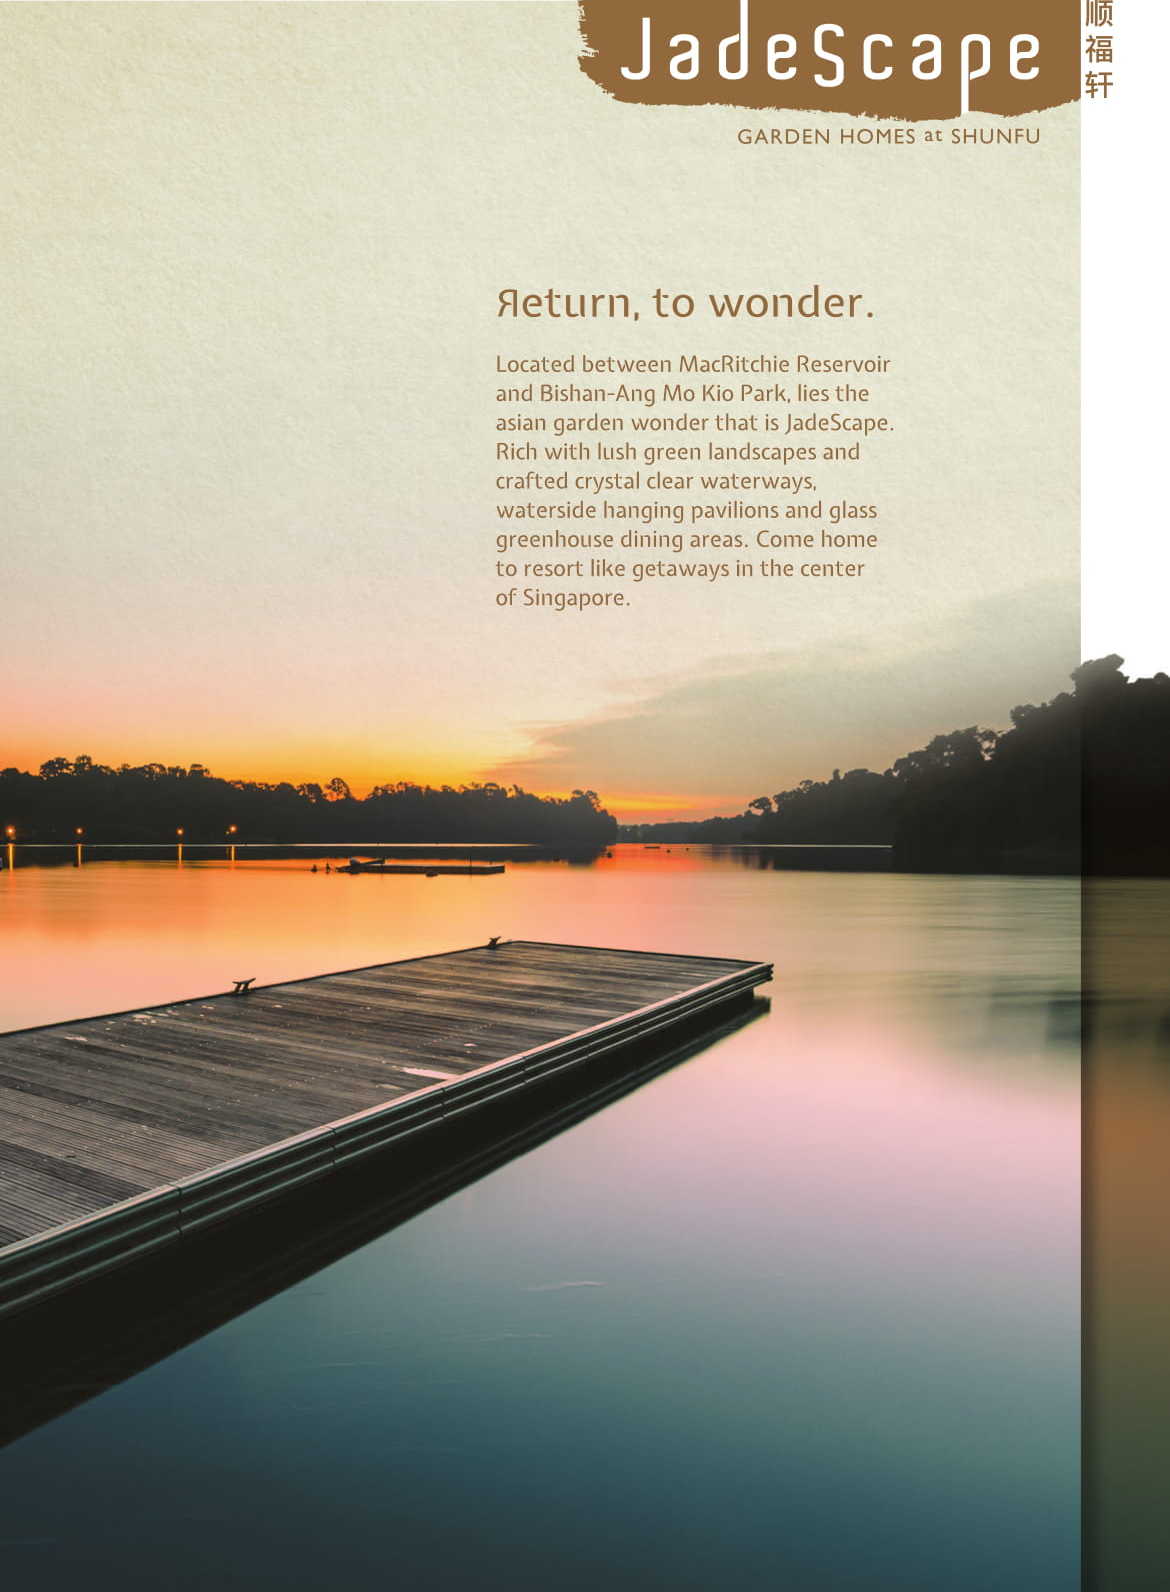 JadeScape
顺福轩
GARDEN HOMES at SHUNFU
Return, to wonder.
Located between MacRitchie Reservoir
and Bishan-Ang Mo Kio Park, lies the
asian garden wonder that is JadeScape.
Rich with lush green landscapes and
crafted crystal clear waterways,
waterside hanging pavilions and glass
greenhouse dining areas. Come home
to resort like getaways in the center
of Singapore.